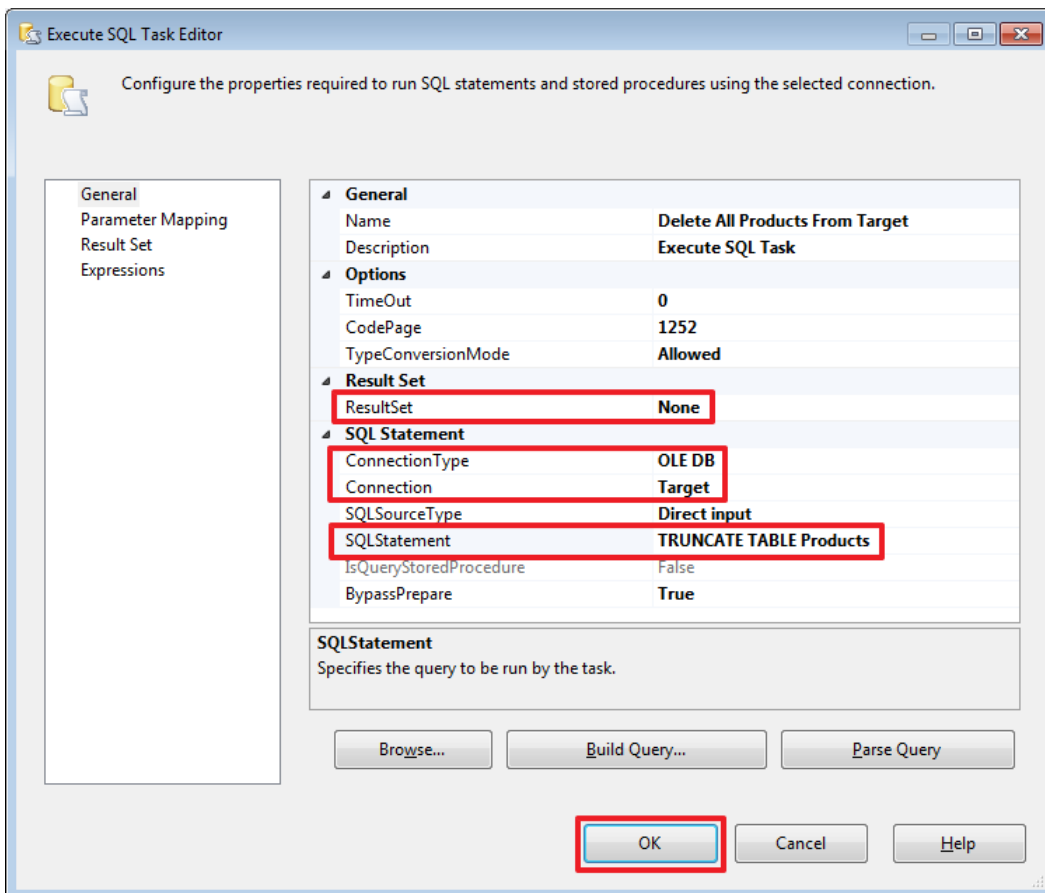 Execute SQL Task Editor
Configure the properties required to run SQL statements and stored procedures using the selected connection.
General
Parameter Mapping
Result Set
Expressions
General
Name Delete All Products From Target
Description Execute SQL Task
Options
TimeOut 0
CodePage 1252
TypeConversionMode Allowed
Result Set
ResultSet None
SQL Statement
ConnectionType OLE DB
Connection Target
SQLSourceType Direct input
SQLStatement TRUNCATE TABLE Products
IsQueryStoredProcedure False
BypassPrepare True
SQLStatement
Specifies the query to be run by the task.
Browse... Build Query... Parse Query
OK Cancel Help